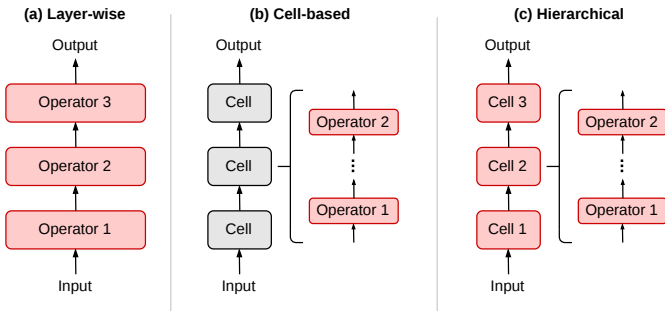 (a) Layer-wise
Output
Operator 3
Operator 2
Operator 1
Input
(b) Cell-based
Output
Cell
Cell
Cell
Input
Operator 2
...
Operator 1
(c) Hierarchical
Output
Cell 3
Cell 2
Cell 1
Input
Operator 2
...
Operator 1